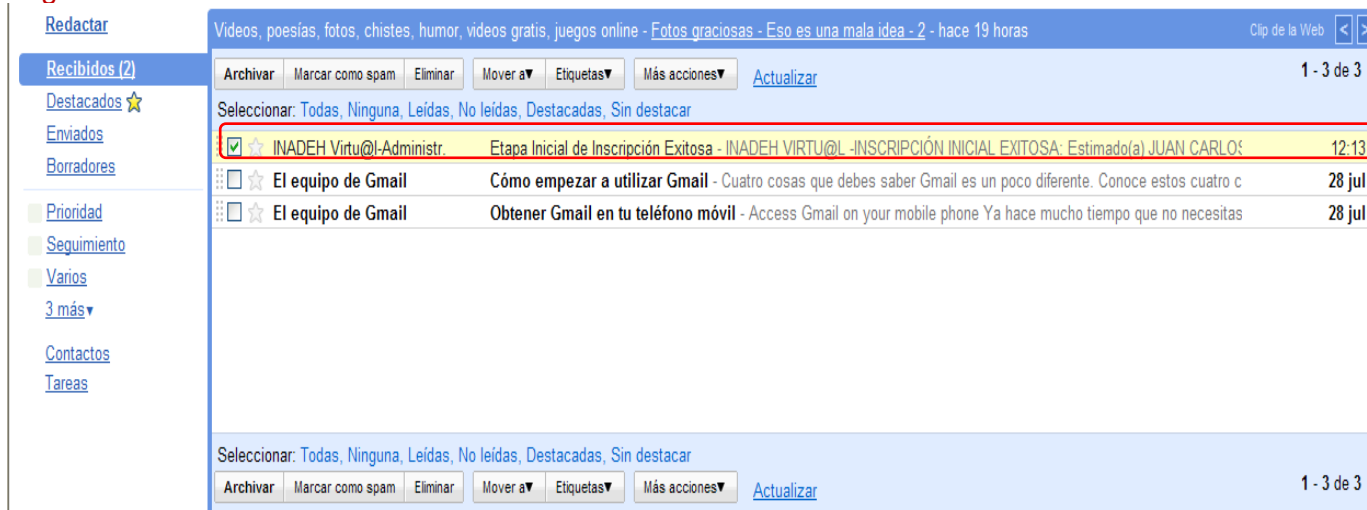 Redactar
Videos, poesías, fotos, chistes, humor, videos gratis, juegos online - Fotos graciosas - Eso es una mala idea - 2 - hace 19 horas
Clip de la Web < >
Recibidos (2)
Archivar Marcar como spam Eliminar Mover a▼ Etiquetas▼ Más acciones▼ Actualizar 1 - 3 de 3
Destacados
Seleccionar: Todas, Ninguna, Leídas, No leídas, Destacadas, Sin destacar
Enviados
INADEH Virtu@l-Administr. Etapa Inicial de Inscripción Exitosa - INADEH VIRTU@L -INSCRIPCIÓN INICIAL EXITOSA: Estimado(a) JUAN CARLOS 12:13
Borradores
El equipo de Gmail Cómo empezar a utilizar Gmail - Cuatro cosas que debes saber Gmail es un poco diferente. Conoce estos cuatro c 28 jul
Prioridad
El equipo de Gmail Obtener Gmail en tu teléfono móvil - Access Gmail on your mobile phone Ya hace mucho tiempo que no necesitas 28 jul
Seguimiento
Varios
3 más▼
Contactos
Tareas
Seleccionar: Todas, Ninguna, Leídas, No leídas, Destacadas, Sin destacar
Archivar Marcar como spam Eliminar Mover a▼ Etiquetas▼ Más acciones▼ Actualizar 1 - 3 de 3